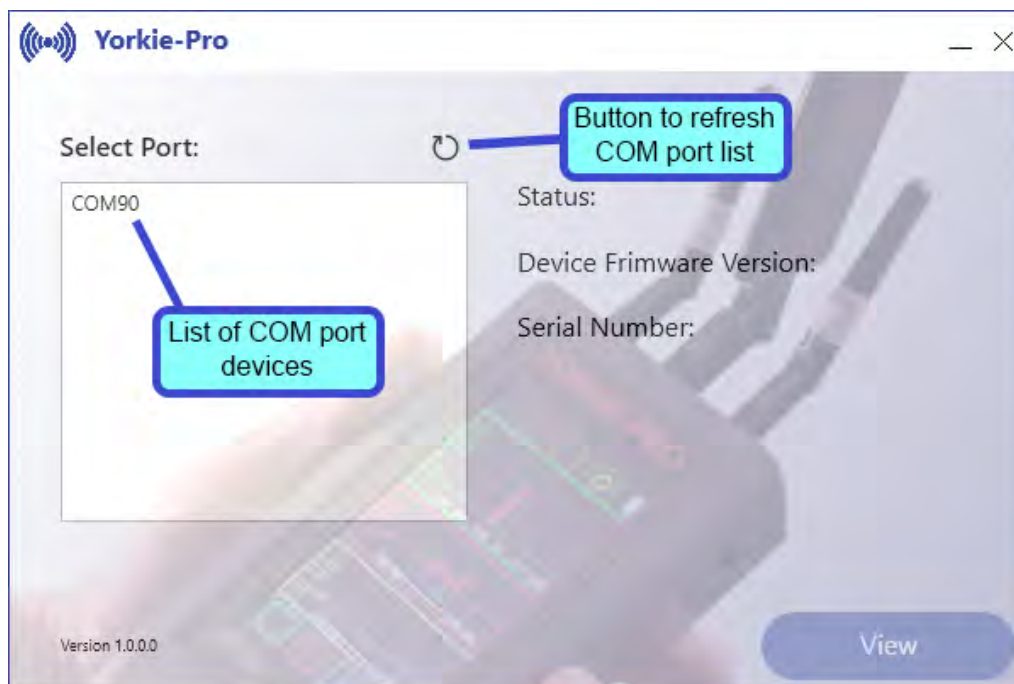 Yorkie-Pro
Button to refresh
COM port list
Select Port:
COM90
Status:
Device Frimware Version:
List of COM port
devices
Serial Number:
Version 1.0.0.0
View